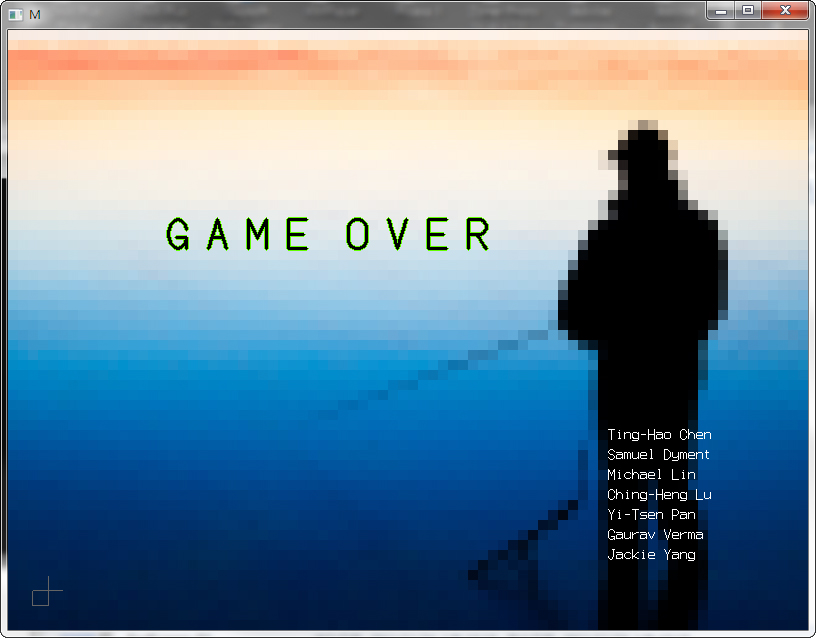 M
GAME OVER
Ting-Hao Chen
Samuel Dyment
Michael Lin
Ching-Heng Lu
Yi-Tsen Pan
Gaurav Verma
Jackie Yang